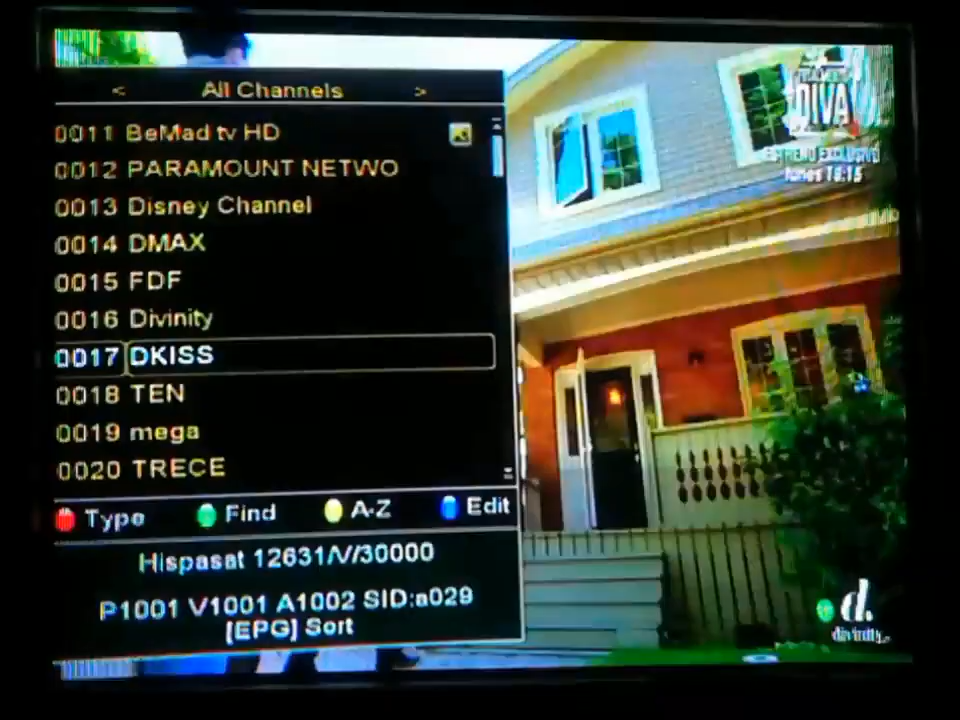 < All Channels >
0011 BeMad tv HD
0012 PARAMOUNT NETWO
0013 Disney Channel
0014 DMAX
0015 FDF
0016 Divinity
0017 DKISS
0018 TEN
0019 mega
0020 TRECE
Type Find A-Z Edit
Hispasat 12631/V/30000
P1001 V1001 A1002 SID:a029
[EPG] Sort
DIVA
ESTRENO EXCLUSIVO
lunes 18:15
d.
divinity